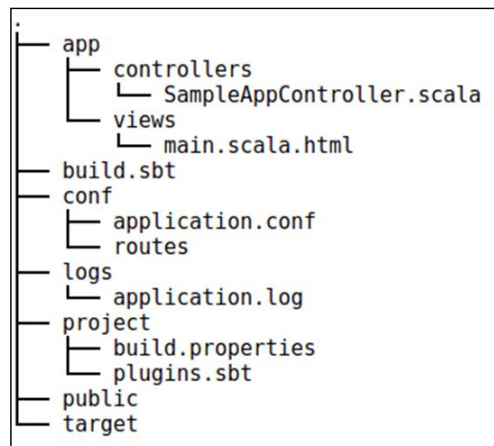 .
app
controllers
SampleAppController.scala
views
main.scala.html
build.sbt
conf
application.conf
routes
logs
application.log
project
build.properties
plugins.sbt
public
target